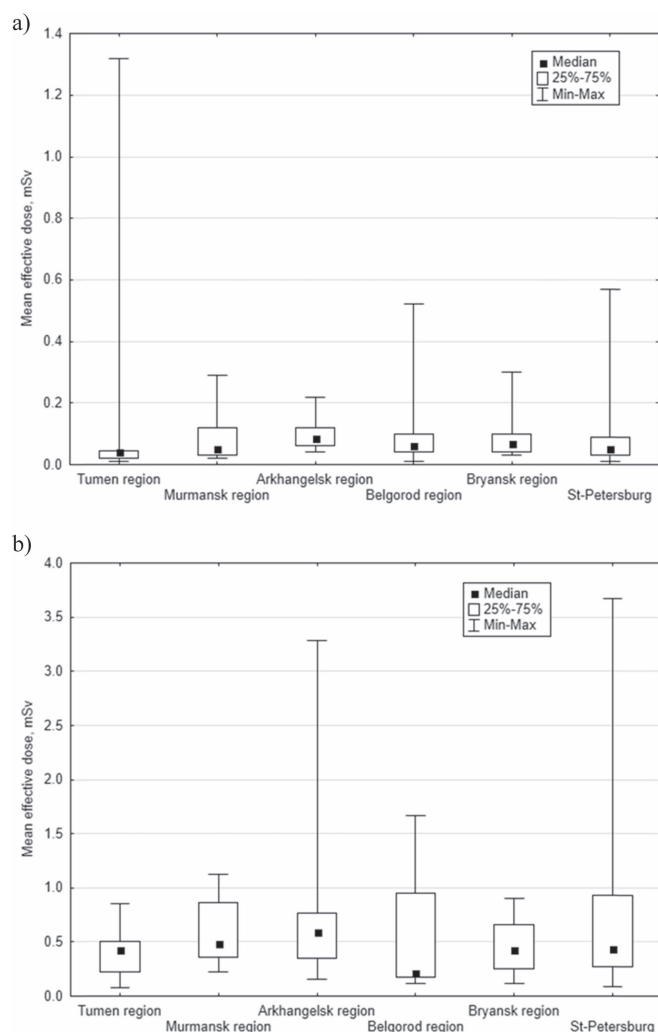 a)
1.4
Median
25%-75%
Min-Max
1.2
1.0
0.8
0.6
0.4
0.2
0.0
Mean effective dose, mSv
Tumen region Arkhangelsk region Bryansk region
Murmansk region Belgorod region St-Petersburg
b)
4.0
Median
25%-75%
Min-Max
3.5
3.0
2.5
2.0
1.5
1.0
0.5
0.0
Mean effective dose, mSv
Tumen region Arkhangelsk region Bryansk region
Murmansk region Belgorod region St-Petersburg